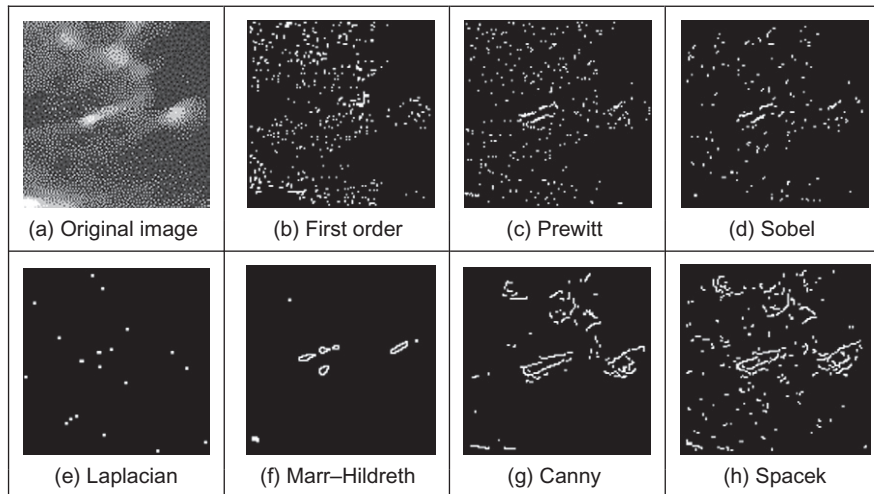 (a) Original image
(b) First order
(c) Prewitt
(d) Sobel
(e) Laplacian
(f) Marr–Hildreth
(g) Canny
(h) Spacek